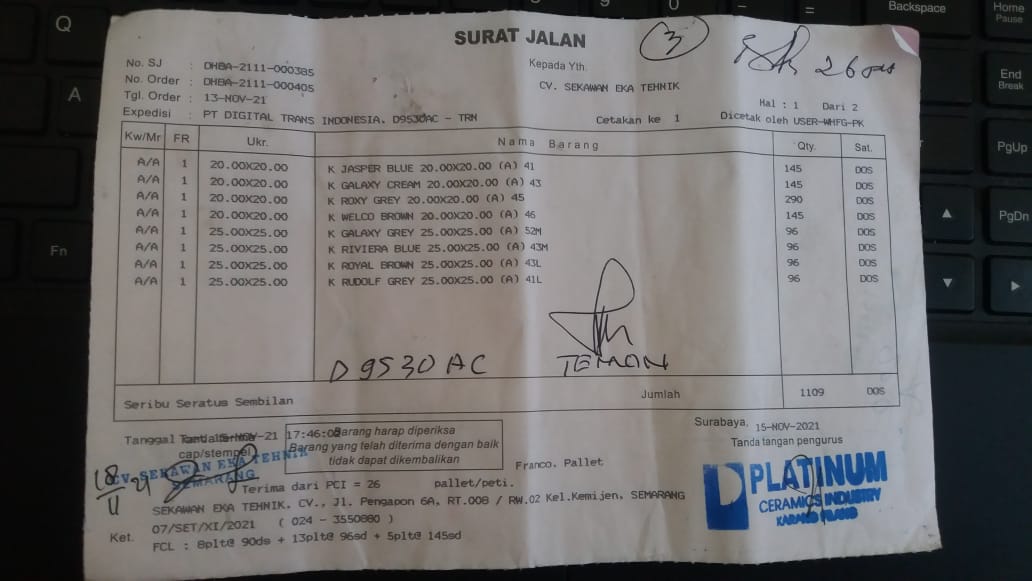 SURAT JALAN
3
26 pas
No. SJ : DHBA-2111-000385
No. Order : DHBA-2111-000405
Tgl. Order : 13-NOV-21
Expedisi : PT DIGITAL TRANS INDONESIA, D9530AC - TRN
Kepada Yth.
CV. SEKAWAN EKA TEHNIK
Hal : 1 Dari 2
Cetakan ke 1 Dicetak oleh USER-WHFG-PK
Kw/Mr FR Ukr. Nama Barang Qty. Sat.
A/A 1 20.00X20.00 K JASPER BLUE 20.00X20.00 (A) 41 145 DOS
A/A 1 20.00X20.00 K GALAXY CREAM 20.00X20.00 (A) 43 145 DOS
A/A 1 20.00X20.00 K ROXY GREY 20.00X20.00 (A) 45 290 DOS
A/A 1 20.00X20.00 K WELCO BROWN 20.00X20.00 (A) 46 145 DOS
A/A 1 25.00X25.00 K GALAXY GREY 25.00X25.00 (A) 52M 96 DOS
A/A 1 25.00X25.00 K RIVIERA BLUE 25.00X25.00 (A) 43M 96 DOS
A/A 1 25.00X25.00 K ROYAL BROWN 25.00X25.00 (A) 43L 96 DOS
A/A 1 25.00X25.00 K RUDOLF GREY 25.00X25.00 (A) 41L 96 DOS
D 9530 AC TEMON
Seribu Seratus Sembilan Jumlah 1109 DOS
Tanggal 15-NOV-21 17:46:08
cap/stempel
Barang harap diperiksa
Barang yang telah diterima dengan baik
tidak dapat dikembalikan
Surabaya, 15-NOV-2021
Tanda tangan pengurus
CV. SEKAWAN EKA TEHNIK
SEMARANG
18/11 21
Franco. Pallet
Terima dari PCI = 26 pallet/peti.
PLATINUM
CERAMICS INDUSTRY
KARANG PILANG
SEKAWAN EKA TEHNIK, CV., Jl. Pengapon 6A, RT.008 / RW.02 Kel.Kemijen, SEMARANG
07/SET/XI/2021 ( 024 - 3550880 )
Ket. FCL : 8plt@ 90ds + 13plt@ 96sd + 5plt@ 145sd
Q
A
Fn
Backspace
Home
Pause
End
Break
PgUp
PgDn